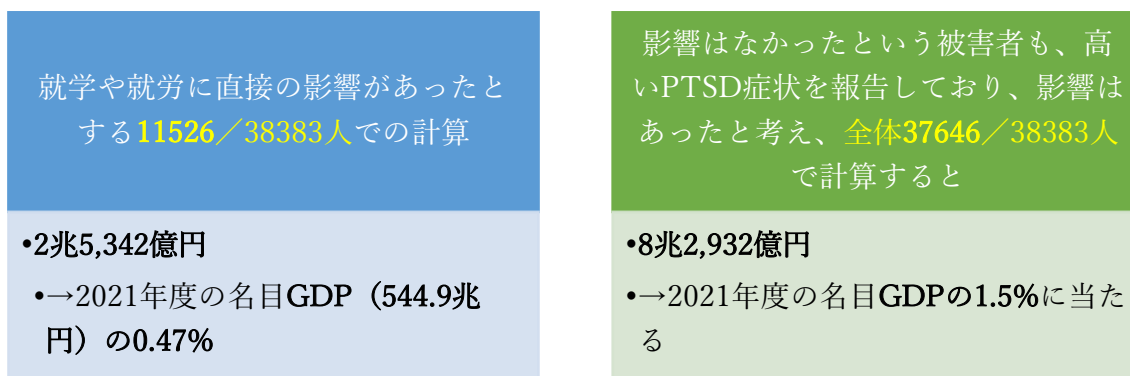 就学や就労に直接の影響があったと
する11526／38383人での計算
•2兆5,342億円
•→2021年度の名目GDP（544.9兆
円）の0.47%
影響はなかったという被害者も、高
いPTSD症状を報告しており、影響は
あったと考え、全体37646／38383人
で計算すると
•8兆2,932億円
•→2021年度の名目GDPの1.5%に当た
る